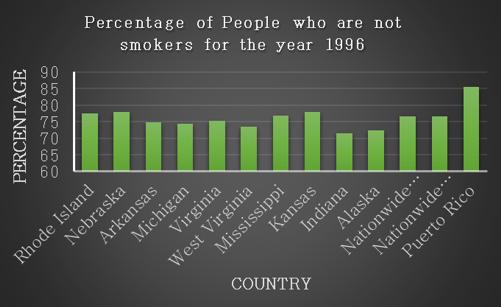 Percentage of People who are not
smokers for the year 1996
PERCENTAGE
90
85
80
75
70
65
60
Rhode Island
Nebraska
Arkansas
Michigan
Virginia
West Virginia
Mississippi
Kansas
Indiana
Alaska
Nationwide…
Nationwide…
Puerto Rico
COUNTRY